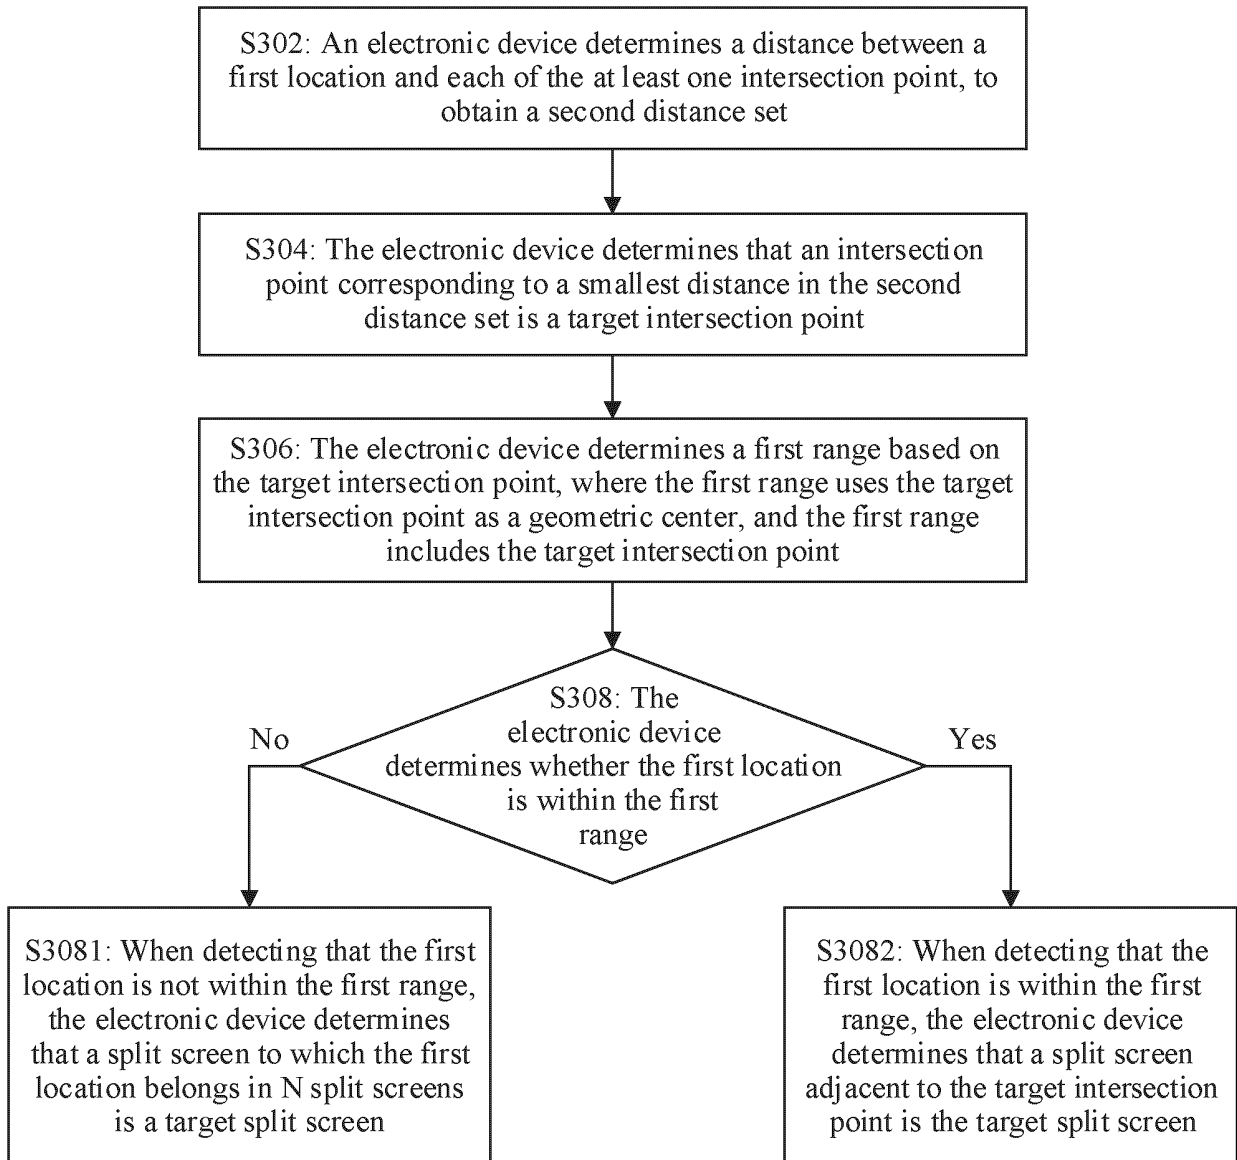 S302: An electronic device determines a distance between a
first location and each of the at least one intersection point, to
obtain a second distance set
S304: The electronic device determines that an intersection
point corresponding to a smallest distance in the second
distance set is a target intersection point
S306: The electronic device determines a first range based on
the target intersection point, where the first range uses the target
intersection point as a geometric center, and the first range
includes the target intersection point
S308: The
electronic device
determines whether the first location
is within the first
range
No
Yes
S3081: When detecting that the first
location is not within the first range,
the electronic device determines
that a split screen to which the first
location belongs in N split screens
is a target split screen
S3082: When detecting that the
first location is within the first
range, the electronic device
determines that a split screen
adjacent to the target intersection
point is the target split screen